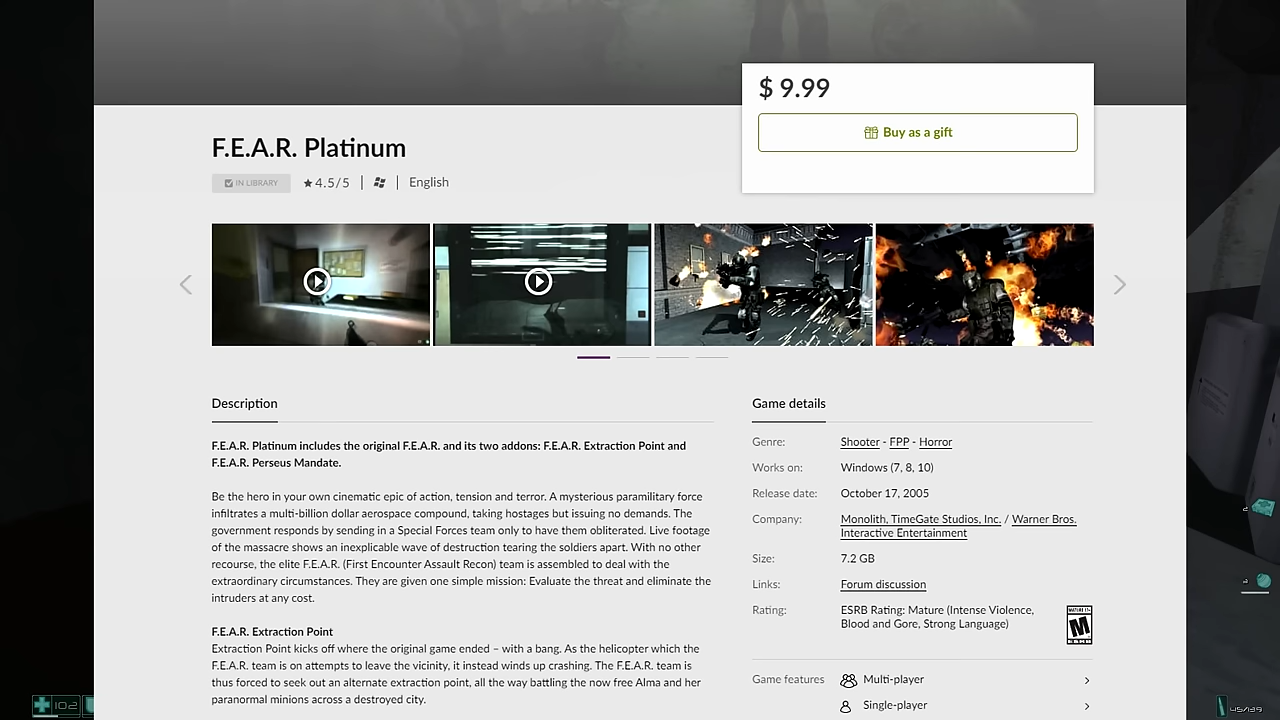 $ 9.99
Buy as a gift
F.E.A.R. Platinum
IN LIBRARY
4.5/5
English
Description
F.E.A.R. Platinum includes the original F.E.A.R. and its two addons: F.E.A.R. Extraction Point and
F.E.A.R. Perseus Mandate.
Be the hero in your own cinematic epic of action, tension and terror. A mysterious paramilitary force
infiltrates a multi-billion dollar aerospace compound, taking hostages but issuing no demands. The
government responds by sending in a Special Forces team only to have them obliterated. Live footage
of the massacre shows an inexplicable wave of destruction tearing the soldiers apart. With no other
recourse, the elite F.E.A.R. (First Encounter Assault Recon) team is assembled to deal with the
extraordinary circumstances. They are given one simple mission: Evaluate the threat and eliminate the
intruders at any cost.
F.E.A.R. Extraction Point
Extraction Point kicks off where the original game ended – with a bang. As the helicopter which the
F.E.A.R. team is on attempts to leave the vicinity, it instead winds up crashing. The F.E.A.R. team is
thus forced to seek out an alternate extraction point, all the way battling the now free Alma and her
paranormal minions across a destroyed city.
Game details
Genre: Shooter - FPP - Horror
Works on: Windows (7, 8, 10)
Release date: October 17, 2005
Company: Monolith, TimeGate Studios, Inc. / Warner Bros.
Interactive Entertainment
Size: 7.2 GB
Links: Forum discussion
Rating: ESRB Rating: Mature (Intense Violence,
Blood and Gore, Strong Language)
MATURE 17+
M
ESRB
Game features Multi-player
Single-player
102